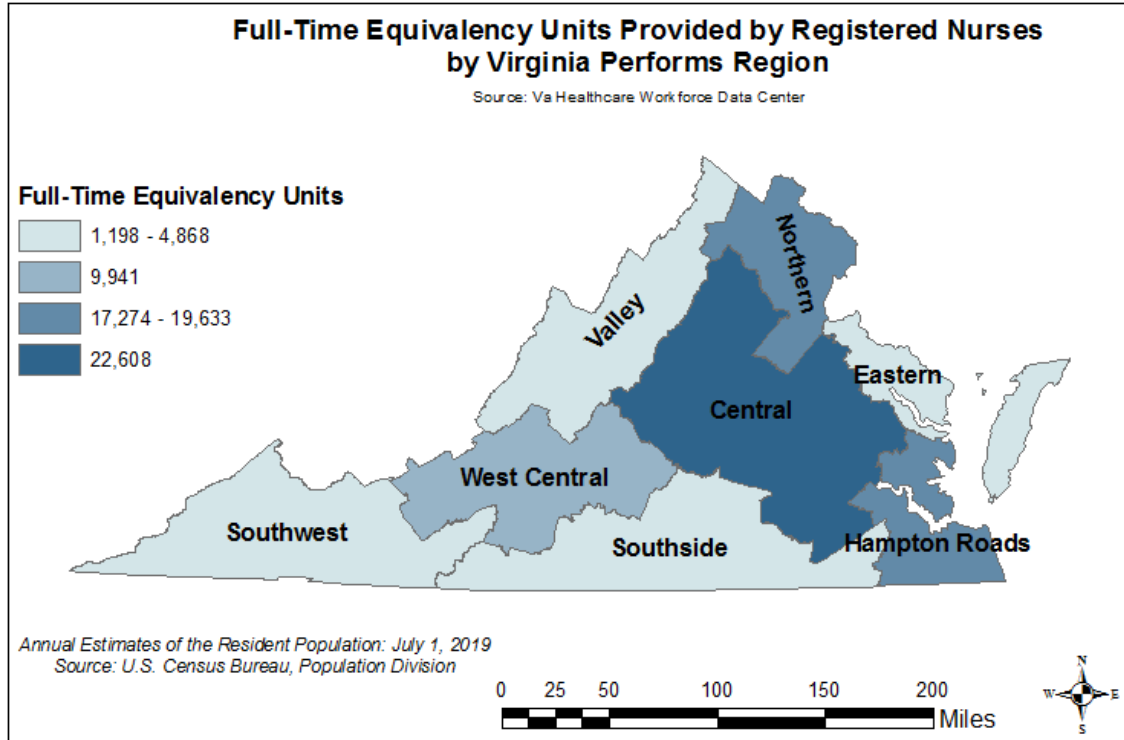 Full-Time Equivalency Units Provided by Registered Nurses
by Virginia Performs Region
Source: Va Healthcare Workforce Data Center
Full-Time Equivalency Units
1,198 - 4,868
9,941
17,274 - 19,633
22,608
Northern
Valley
Eastern
Central
West Central
Southwest
Southside
Hampton Roads
Annual Estimates of the Resident Population: July 1, 2019
Source: U.S. Census Bureau, Population Division
0 25 50 100 150 200
Miles
N
W E
S